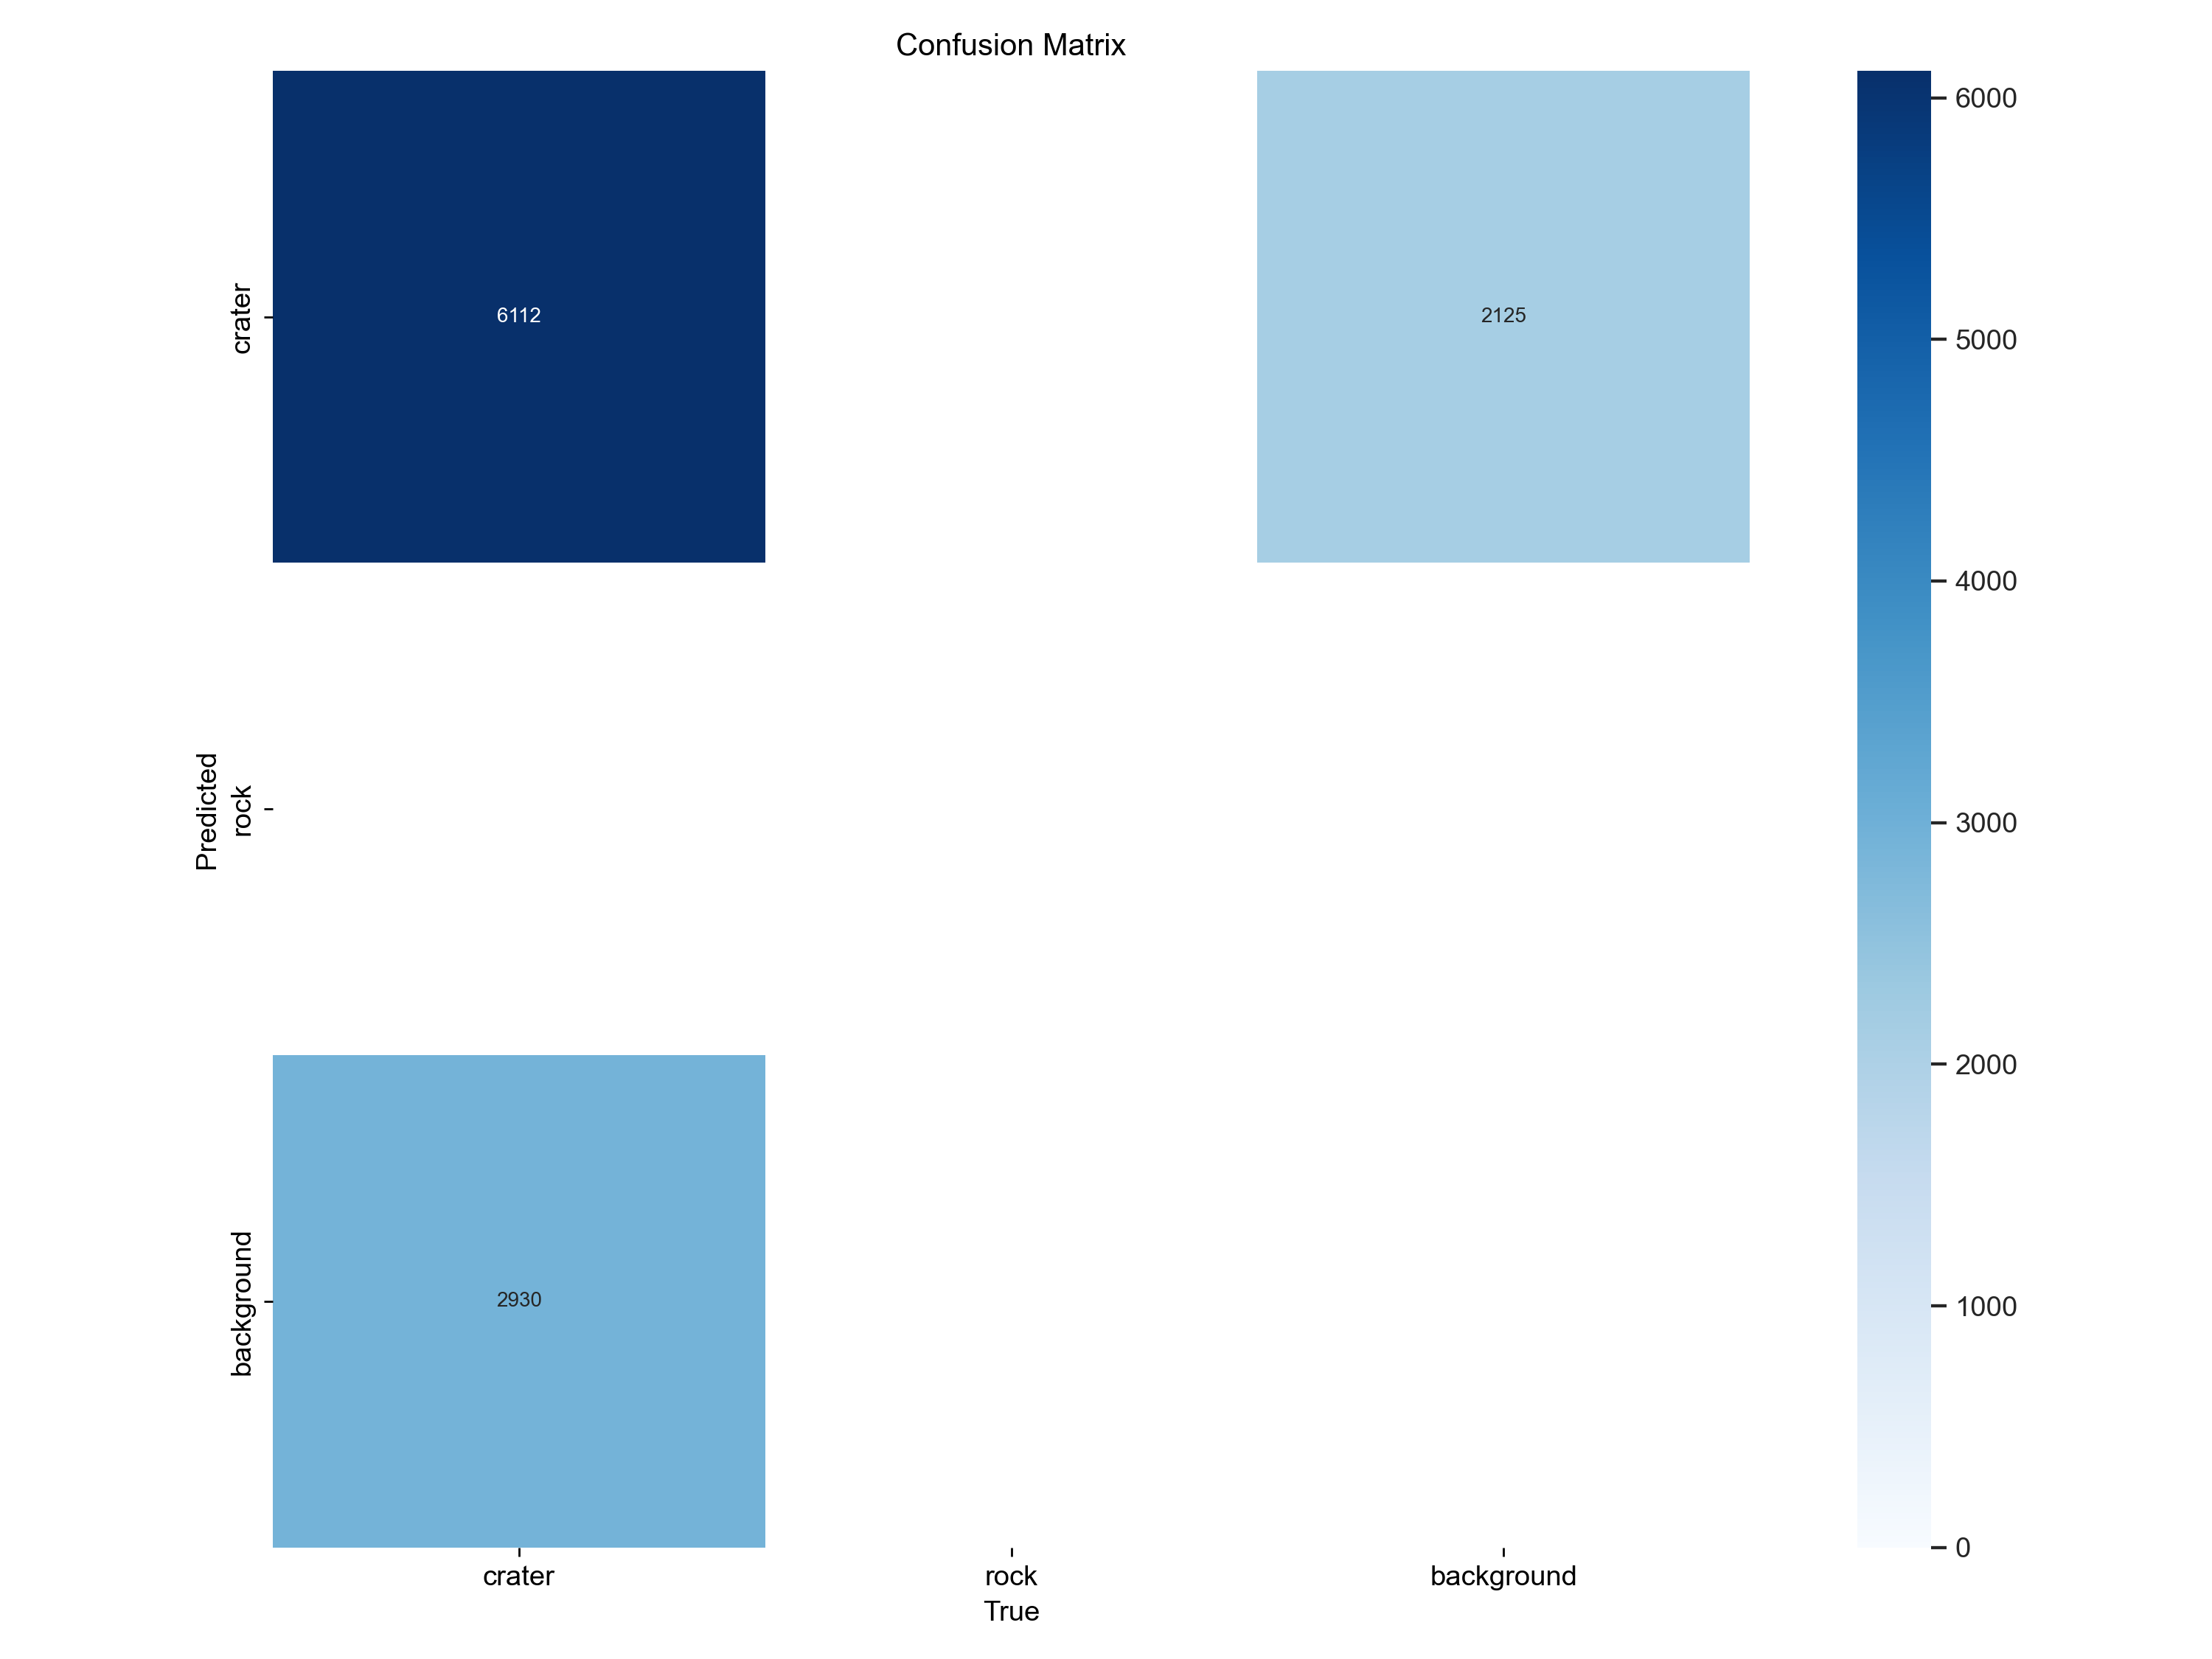 Confusion Matrix
crater
6112
2125
Predicted
rock
background
2930
crater
rock
background
True
6000
5000
4000
3000
2000
1000
0